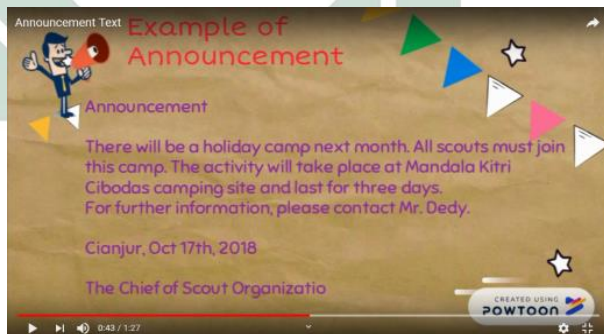 Announcement Text
Example of
Announcement
Announcement
There will be a holiday camp next month. All scouts must join
this camp. The activity will take place at Mandala Kitri
Cibodas camping site and last for three days.
For further information, please contact Mr. Dedy.
Cianjur, Oct 17th, 2018
The Chief of Scout Organizatio
CREATED USING
POWTOON
0:43 / 1:27